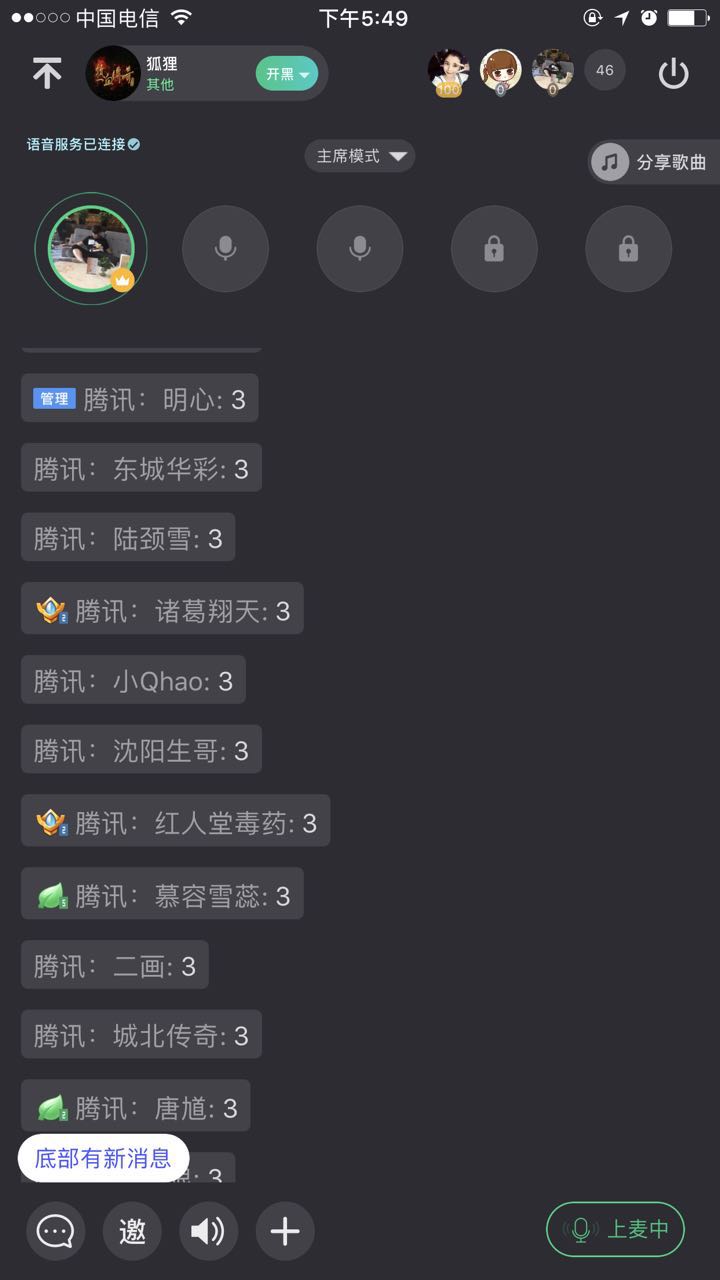 中国电信
下午5:49
狐狸
其他
开黑
100
0
0
46
语音服务已连接
主席模式
分享歌曲
管理 腾讯：明心: 3
腾讯：东城华彩: 3
腾讯：陆颈雪: 3
2 腾讯：诸葛翔天: 3
腾讯：小Qhao: 3
腾讯：沈阳生哥: 3
2 腾讯：红人堂毒药: 3
5 腾讯：慕容雪蕊: 3
腾讯：二画: 3
腾讯：城北传奇: 3
2 腾讯：唐馗: 3
底部有新消息
: 3
邀
上麦中